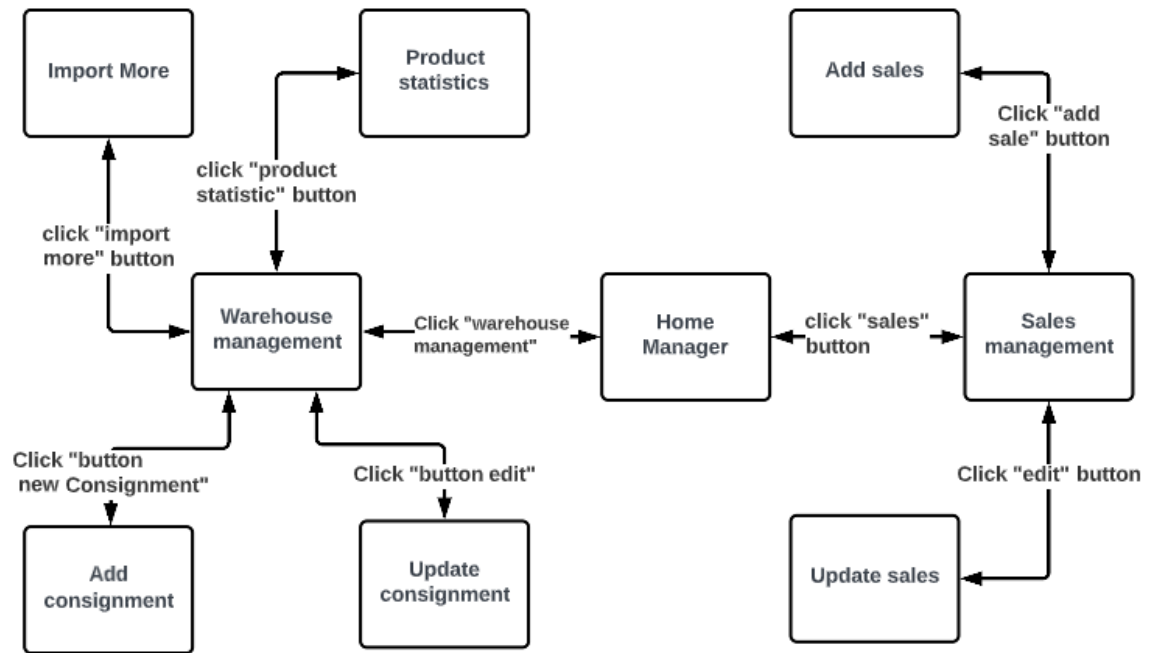 Import More
Product
statistics
Add sales
Click "add
sale" button
click "product
statistic" button
click "import
more" button
Warehouse
management
Click "warehouse
management"
Home
Manager
click "sales"
button
Sales
management
Click "button
new Consignment"
Click "button edit"
Click "edit" button
Add
consignment
Update
consignment
Update sales